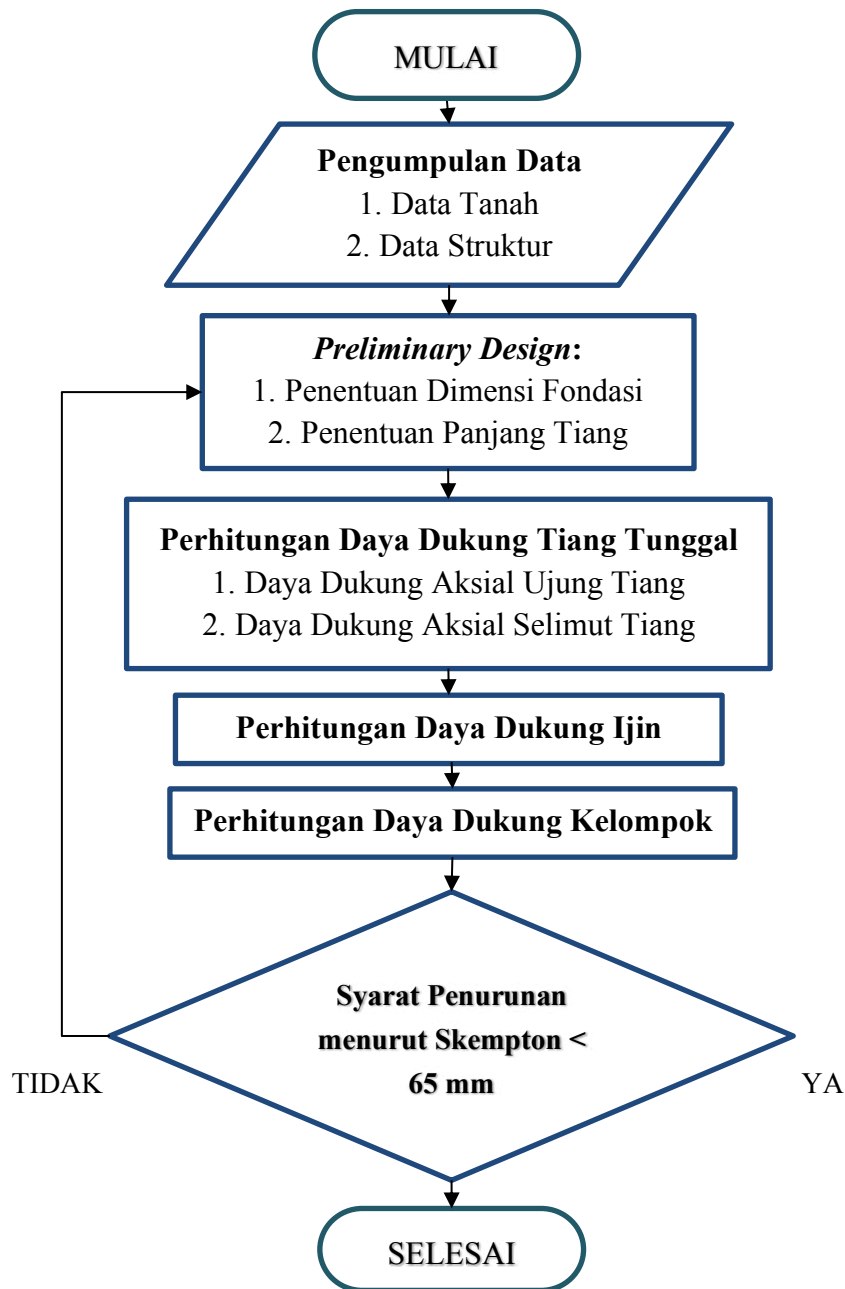 MULAI
Pengumpulan Data
1. Data Tanah
2. Data Struktur
Preliminary Design:
1. Penentuan Dimensi Fondasi
2. Penentuan Panjang Tiang
Perhitungan Daya Dukung Tiang Tunggal
1. Daya Dukung Aksial Ujung Tiang
2. Daya Dukung Aksial Selimut Tiang
Perhitungan Daya Dukung Ijin
Perhitungan Daya Dukung Kelompok
Syarat Penurunan
menurut Skempton <
65 mm
TIDAK
YA
SELESAI